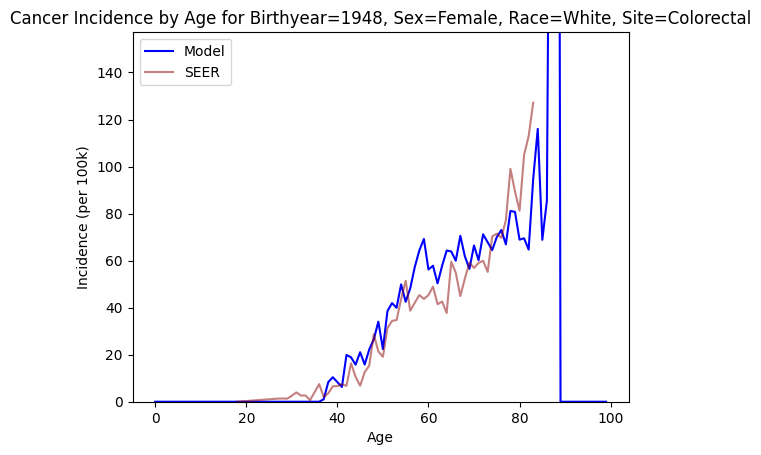 Cancer Incidence by Age for Birthyear=1948, Sex=Female, Race=White, Site=Colorectal
Model
SEER
140
120
100
80
60
40
20
0
Incidence (per 100k)
0 20 40 60 80 100
Age